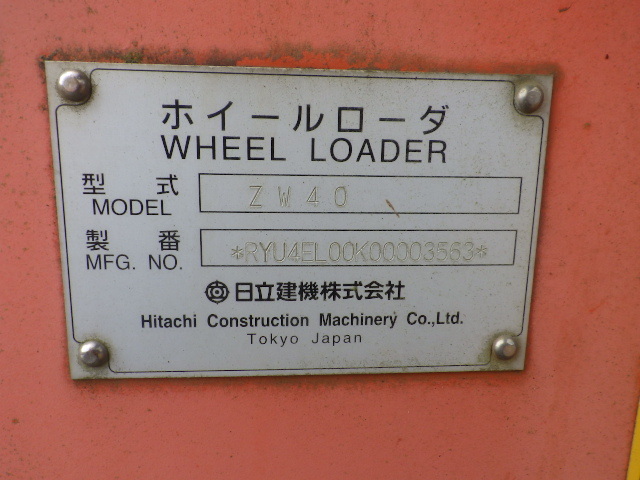 ホイールローダ
WHEEL LOADER
型式 ZW40
MODEL
製番 *RYU4EL00K00003563*
MFG. NO.
日立建機株式会社
Hitachi Construction Machinery Co.,Ltd.
Tokyo Japan